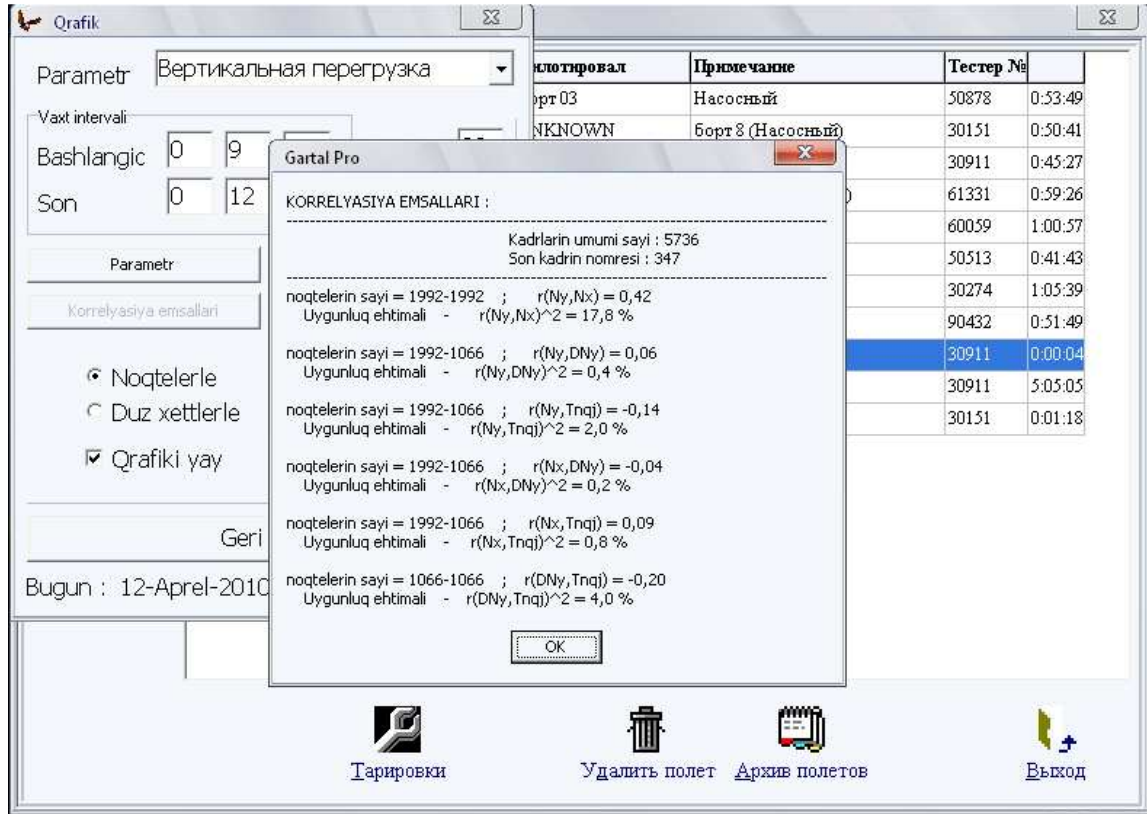 Qrafik
Parametr Вертикальная перегрузка
Vaxt intervali
Bashlangic 0 9
Son 0 12
Parametr
Korrelyasiya emsallari
Noqtelerle
Duz xettlerle
Qrafiki yay
Geri
Bugun : 12-Aprel-2010
Gartal Pro
KORRELYASIYA EMSALLARI :
Kadrlarin umumi sayi : 5736
Son kadrin nomresi : 347
noqtelerin sayi = 1992-1992 ; r(Ny,Nx) = 0,42
Uygunluq ehtimali - r(Ny,Nx)^2 = 17,8 %
noqtelerin sayi = 1992-1066 ; r(Ny,DNy) = 0,06
Uygunluq ehtimali - r(Ny,DNy)^2 = 0,4 %
noqtelerin sayi = 1992-1066 ; r(Ny,Tnqj) = -0,14
Uygunluq ehtimali - r(Ny,Tnqj)^2 = 2,0 %
noqtelerin sayi = 1992-1066 ; r(Nx,DNy) = -0,04
Uygunluq ehtimali - r(Nx,DNy)^2 = 0,2 %
noqtelerin sayi = 1992-1066 ; r(Nx,Tnqj) = 0,09
Uygunluq ehtimali - r(Nx,Tnqj)^2 = 0,8 %
noqtelerin sayi = 1066-1066 ; r(DNy,Tnqj) = -0,20
Uygunluq ehtimali - r(DNy,Tnqj)^2 = 4,0 %
OK
Примечание Тестер №
03 Насосный 50878 0:53:49
борт 8 (Насосный) 30151 0:50:41
30911 0:45:27
61331 0:59:26
60059 1:00:57
50513 0:41:43
30274 1:05:39
90432 0:51:49
30911 0:00:04
30911 5:05:05
30151 0:01:18
Тарировки Удалить полет Архив полетов Выход